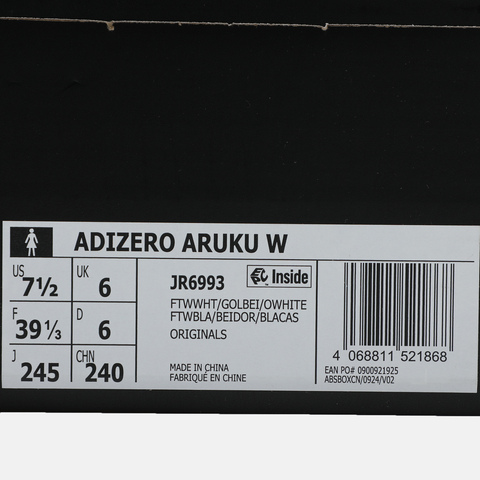 ADIZERO ARUKU W
US 7½ UK 6
F 39⅓ D 6
J 245 CHN 240
JR6993 Inside
FTWWHT/GOLBEI/OWHITE
FTWBLA/BEIDOR/BLACAS
ORIGINALS
MADE IN CHINA
FABRIQUÉ EN CHINE
4 068811 521868
EAN PO# 0900921925
ABSBOXCN/0924/V02